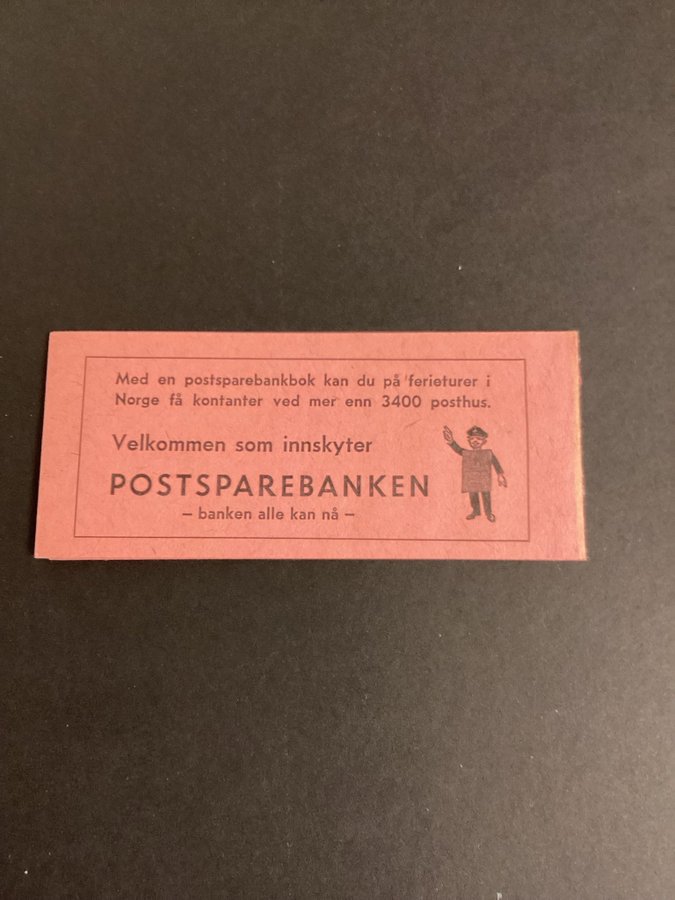 Med en postsparebankbok kan du på ferieturer i
Norge få kontanter ved mer enn 3400 posthus.
Velkommen som innskyter
POSTSPAREBANKEN
– banken alle kan nå –